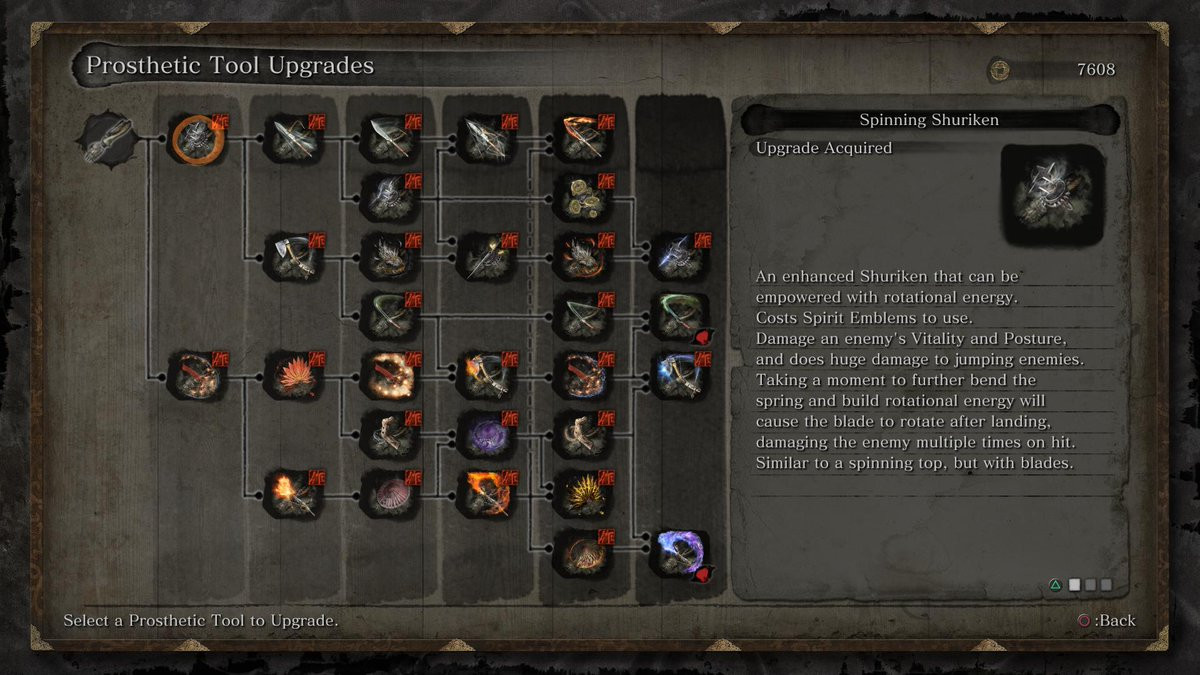 Prosthetic Tool Upgrades
7608
Spinning Shuriken
Upgrade Acquired
An enhanced Shuriken that can be
empowered with rotational energy.
Costs Spirit Emblems to use.
Damage an enemy's Vitality and Posture,
and does huge damage to jumping enemies.
Taking a moment to further bend the
spring and build rotational energy will
cause the blade to rotate after landing,
damaging the enemy multiple times on hit.
Similar to a spinning top, but with blades.
Select a Prosthetic Tool to Upgrade.
:Back